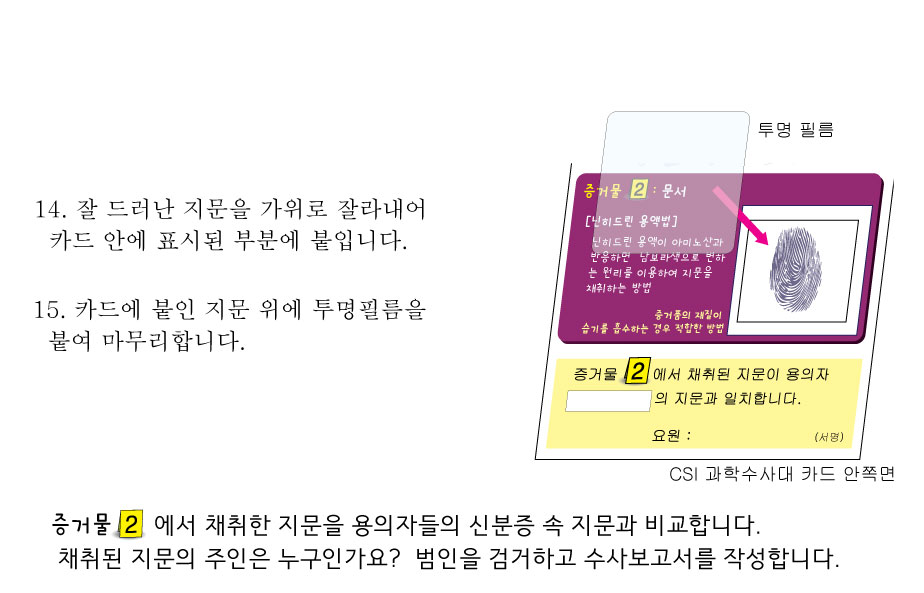 14. 잘 드러난 지문을 가위로 잘라내어
카드 안에 표시된 부분에 붙입니다.
15. 카드에 붙인 지문 위에 투명필름을
붙여 마무리합니다.
투명 필름
증거물 2 : 문서
[닌히드린 용액법]
닌히드린 용액이 아미노산과
반응하면 남보라색으로 변하
는 원리를 이용하여 지문을
채취하는 방법
증거품의 재질이
습기를 흡수하는 경우 적합한 방법
증거물 2 에서 채취된 지문이 용의자
의 지문과 일치합니다.
요원 : (서명)
CSI 과학수사대 카드 안쪽면
증거물 2 에서 채취한 지문을 용의자들의 신분증 속 지문과 비교합니다.
채취된 지문의 주인은 누구인가요? 범인을 검거하고 수사보고서를 작성합니다.